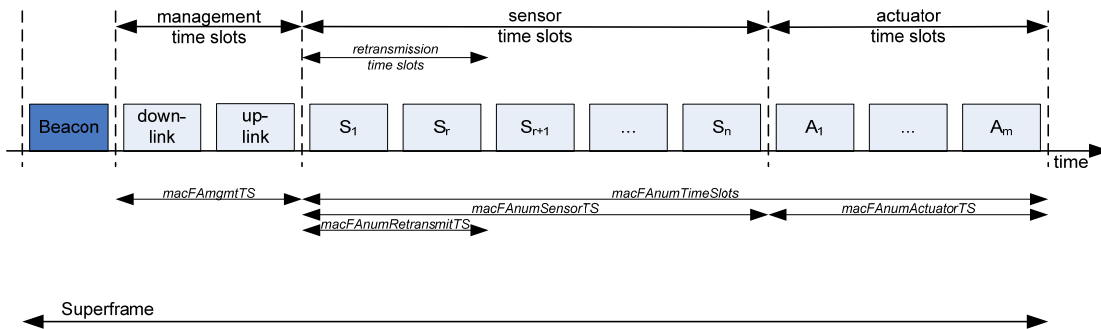 management
time slots
sensor
time slots
actuator
time slots
retransmission
time slots
Beacon
down-
link
up-
link
S1
Sr
Sr+1
...
Sn
A1
...
Am
time
macFAmgmtTS
macFAnumTimeSlots
macFAnumSensorTS
macFAnumActuatorTS
macFAnumRetransmitTS
Superframe